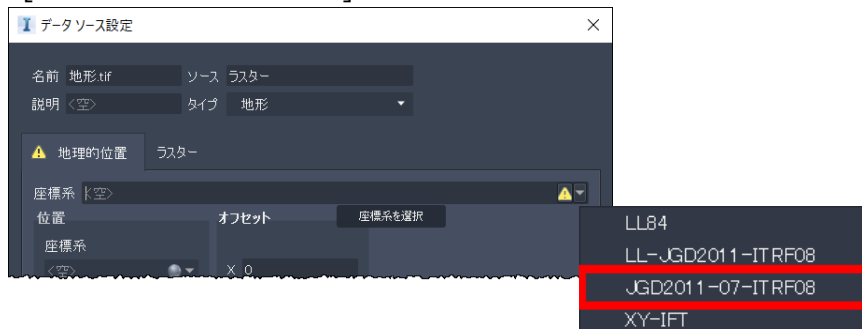 データ ソース設定
名前 地形.tif ソース ラスター
説明 <空> タイプ 地形
地理的位置 ラスター
座標系 <空>
座標系を選択
位置 オフセット
座標系
<空> X 0
LL84
LL-JGD2011-ITRF08
JGD2011-07-ITRF08
XY-IFT